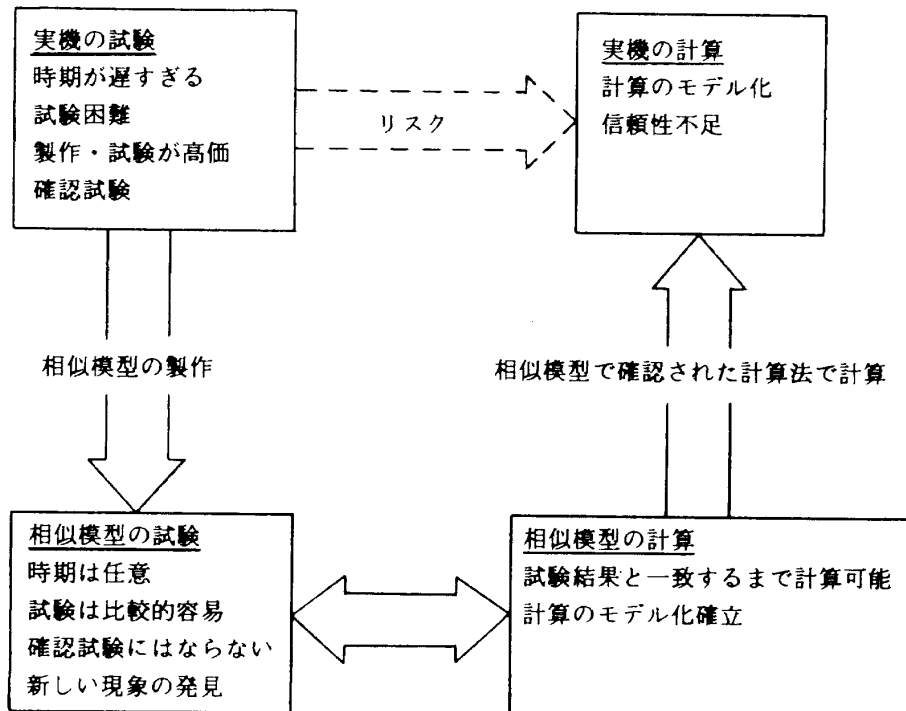 実機の試験
時期が遅すぎる
試験困難
製作・試験が高価
確認試験
リスク
実機の計算
計算のモデル化
信頼性不足
相似模型の製作
相似模型で確認された計算法で計算
相似模型の試験
時期は任意
試験は比較的容易
確認試験にはならない
新しい現象の発見
相似模型の計算
試験結果と一致するまで計算可能
計算のモデル化確立